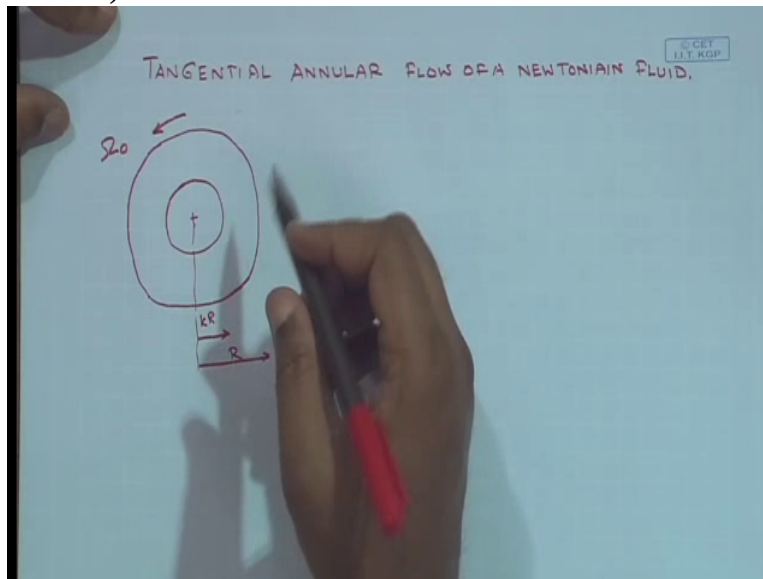 © CET
I.I.T. KGP
TANGENTIAL ANNULAR FLOW OF A NEWTONIAIN FLUID.
Ω0
kR
R